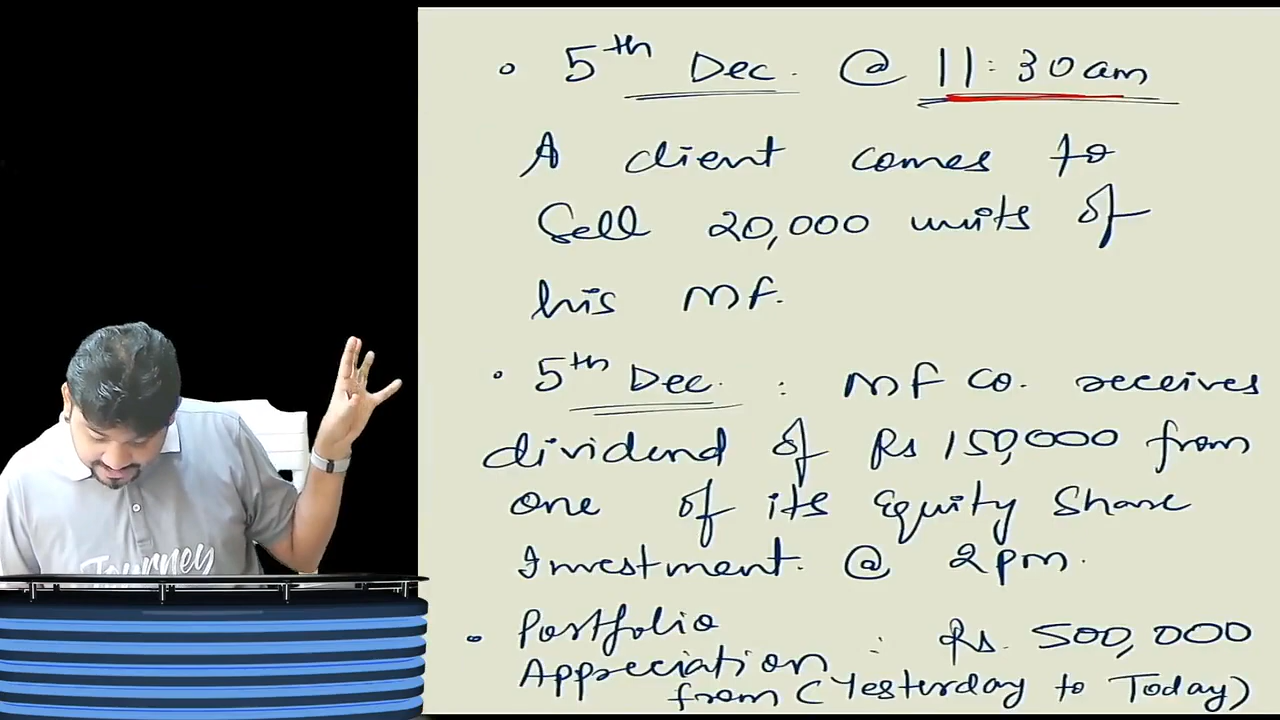 5th Dec. @ 11:30am
A client comes to
Sell 20,000 units of
his MF.
5th Dec. : MF Co. receives
dividend of Rs 150,000 from
one of its Equity Share
Investment. @ 2pm.
Portfolio
Appreciation : Rs. 500,000
from (Yesterday to Today)
Journey